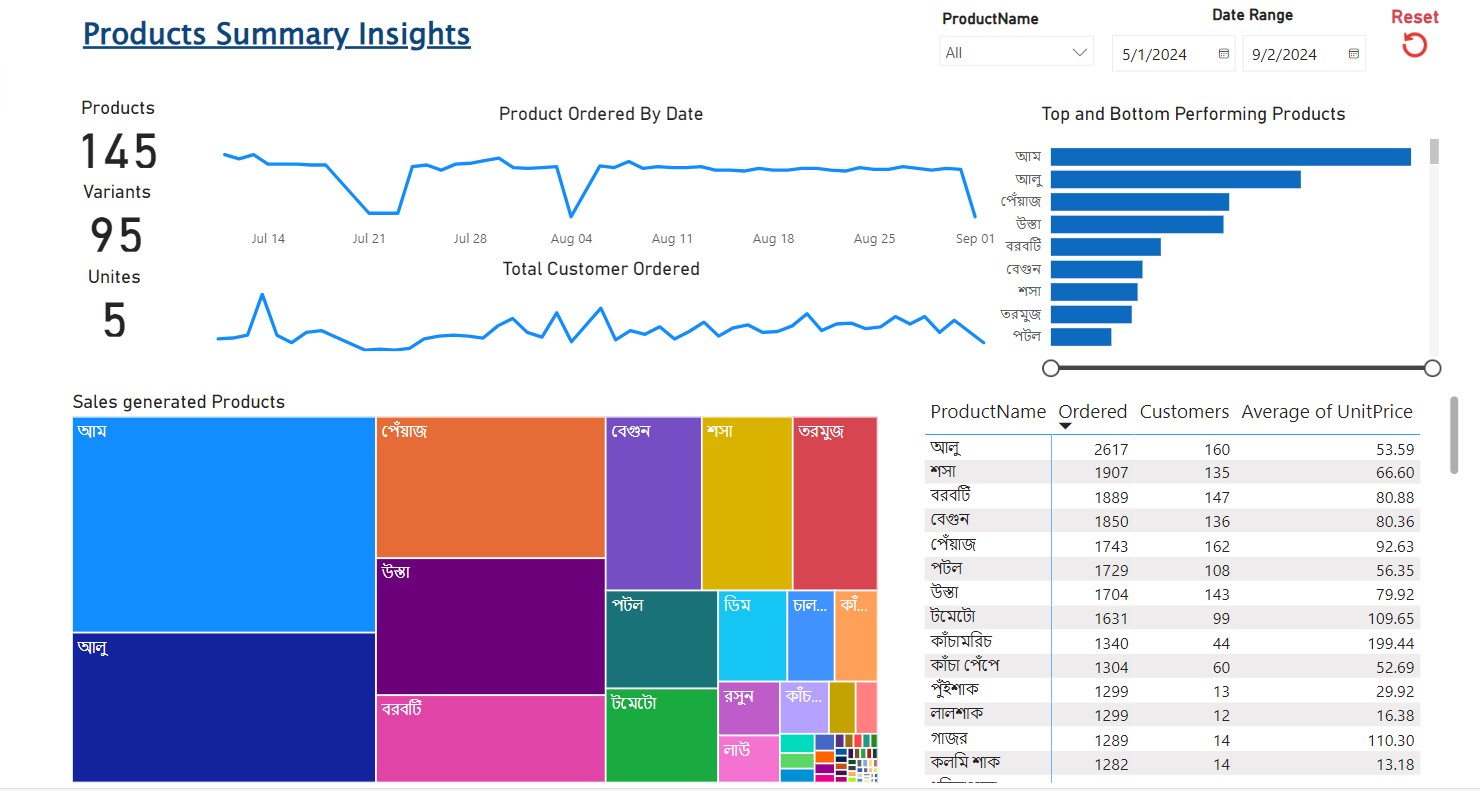 Products Summary Insights
ProductName
Date Range
Reset
All
5/1/2024
9/2/2024
Products
145
Variants
95
Unites
5
Product Ordered By Date
Jul 14 Jul 21 Jul 28 Aug 04 Aug 11 Aug 18 Aug 25 Sep 01
Total Customer Ordered
Top and Bottom Performing Products
আম
আলু
পেঁয়াজ
উস্তা
বরবটি
বেগুন
শসা
তরমুজ
পটল
Sales generated Products
আম
আলু
পেঁয়াজ
উস্তা
বরবটি
বেগুন
শসা
তরমুজ
পটল
টমেটো
ডিম
চাল...
কাঁ...
রসুন
কাঁচ...
লাউ
ProductName Ordered Customers Average of UnitPrice
আলু 2617 160 53.59
শসা 1907 135 66.60
বরবটি 1889 147 80.88
বেগুন 1850 136 80.36
পেঁয়াজ 1743 162 92.63
পটল 1729 108 56.35
উস্তা 1704 143 79.92
টমেটো 1631 99 109.65
কাঁচামরিচ 1340 44 199.44
কাঁচা পেঁপে 1304 60 52.69
পুঁইশাক 1299 13 29.92
লালশাক 1299 12 16.38
গাজর 1289 14 110.30
কলমি শাক 1282 14 13.18